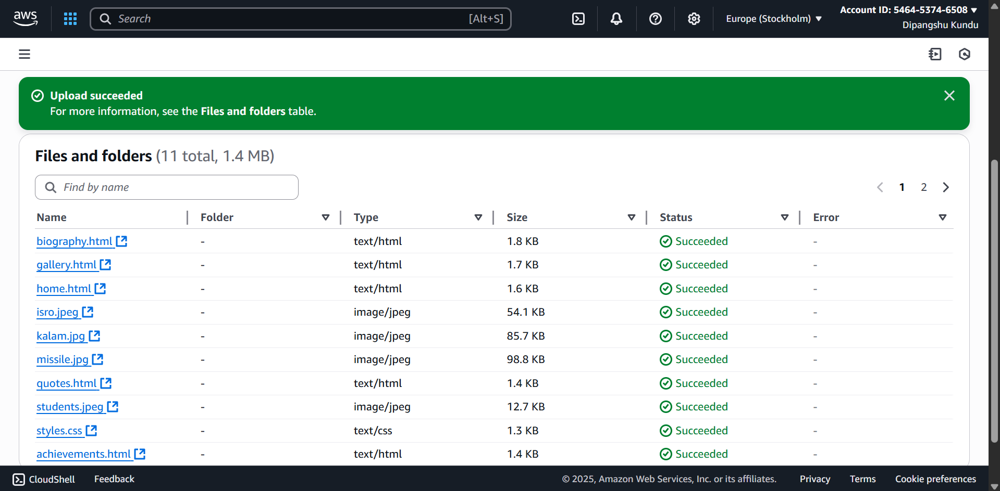 aws
Search [Alt+S]
Europe (Stockholm)
Account ID: 5464-5374-6508
Dipangshu Kundu
Upload succeeded
For more information, see the Files and folders table.
Files and folders (11 total, 1.4 MB)
Find by name
1 2
Name Folder Type Size Status Error
biography.html - text/html 1.8 KB Succeeded -
gallery.html - text/html 1.7 KB Succeeded -
home.html - text/html 1.6 KB Succeeded -
isro.jpeg - image/jpeg 54.1 KB Succeeded -
kalam.jpg - image/jpeg 85.7 KB Succeeded -
missile.jpg - image/jpeg 98.8 KB Succeeded -
quotes.html - text/html 1.4 KB Succeeded -
students.jpeg - image/jpeg 12.7 KB Succeeded -
styles.css - text/css 1.3 KB Succeeded -
achievements.html - text/html 1.4 KB Succeeded -
CloudShell Feedback © 2025, Amazon Web Services, Inc. or its affiliates. Privacy Terms Cookie preferences